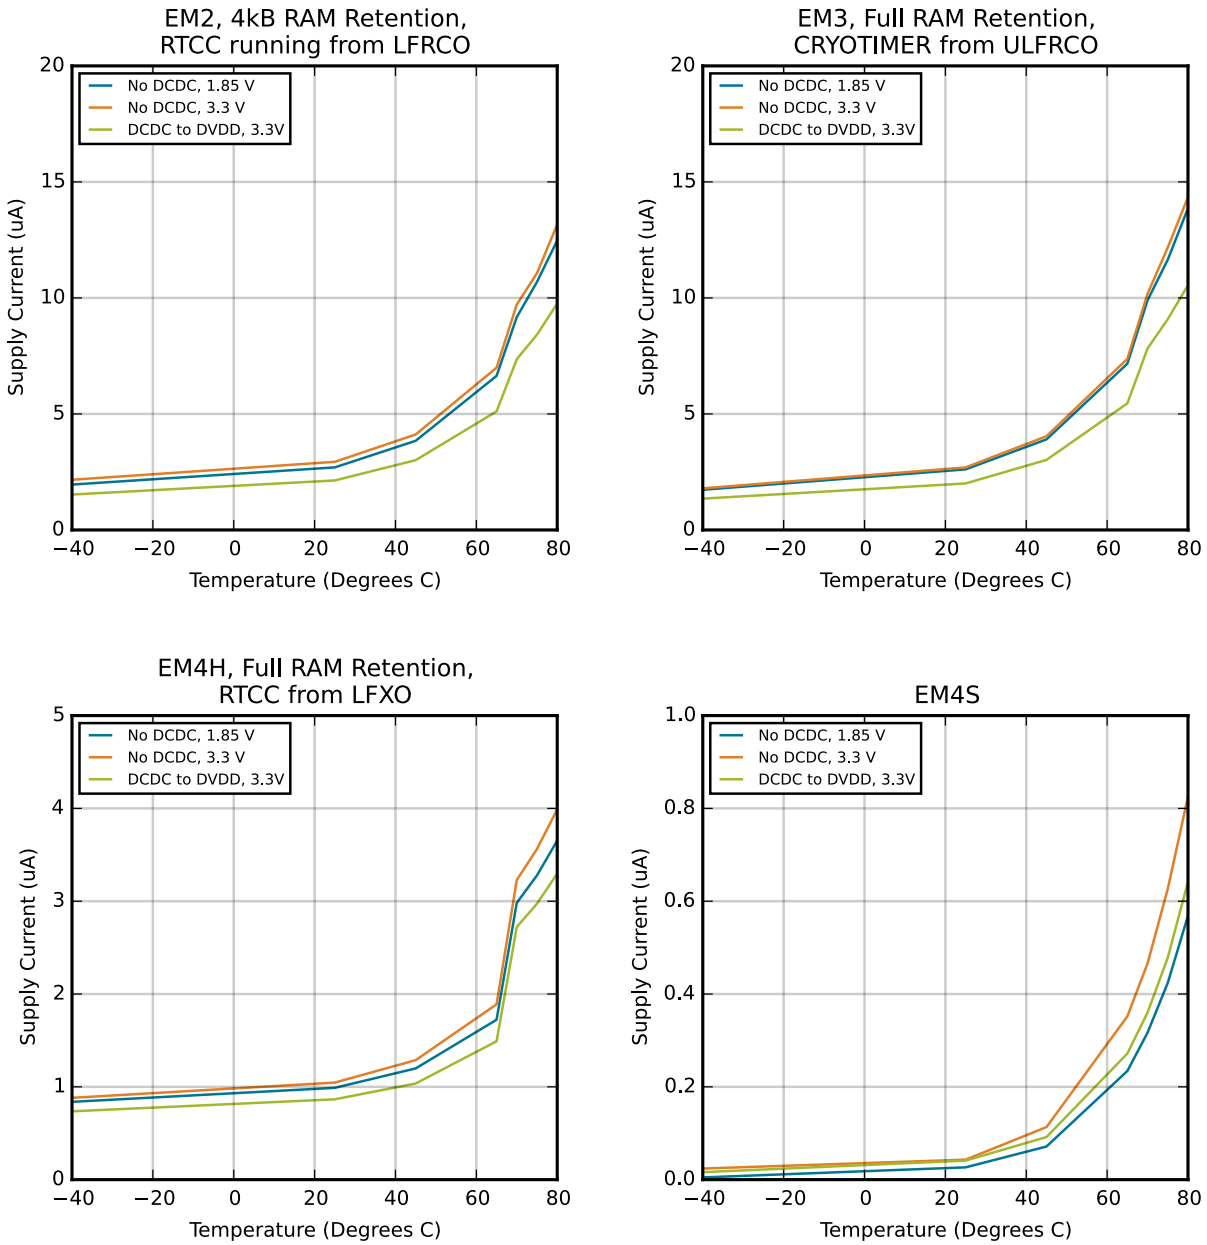 EM2, 4kB RAM Retention,
RTCC running from LFRCO
20
15
10
5
0
Supply Current (uA)
No DCDC, 1.85 V
No DCDC, 3.3 V
DCDC to DVDD, 3.3V
−40 −20 0 20 40 60 80
Temperature (Degrees C)
EM3, Full RAM Retention,
CRYOTIMER from ULFRCO
20
15
10
5
0
Supply Current (uA)
No DCDC, 1.85 V
No DCDC, 3.3 V
DCDC to DVDD, 3.3V
−40 −20 0 20 40 60 80
Temperature (Degrees C)
EM4H, Full RAM Retention,
RTCC from LFXO
5
4
3
2
1
0
Supply Current (uA)
No DCDC, 1.85 V
No DCDC, 3.3 V
DCDC to DVDD, 3.3V
−40 −20 0 20 40 60 80
Temperature (Degrees C)
EM4S
1.0
0.8
0.6
0.4
0.2
0.0
Supply Current (uA)
No DCDC, 1.85 V
No DCDC, 3.3 V
DCDC to DVDD, 3.3V
−40 −20 0 20 40 60 80
Temperature (Degrees C)